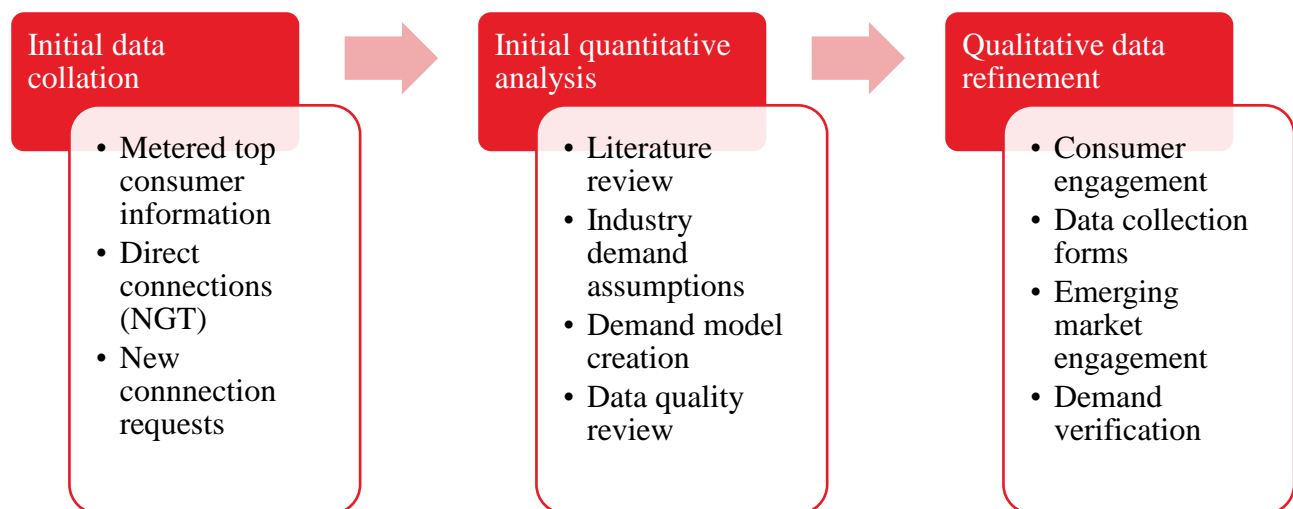 Initial data
collation
• Metered top
consumer
information
• Direct
connections
(NGT)
• New
connnection
requests
Initial quantitative
analysis
• Literature
review
• Industry
demand
assumptions
• Demand model
creation
• Data quality
review
Qualitative data
refinement
• Consumer
engagement
• Data collection
forms
• Emerging
market
engagement
• Demand
verification